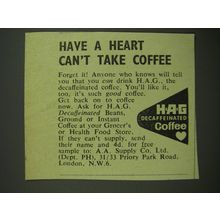 HAVE A HEART
CAN'T TAKE COFFEE
Forget it! Anyone who knows will tell
you that you can drink H.A.G., the
decaffeinated coffee. You'll like it,
too, it's such good coffee.
Get back on to coffee
now. Ask for H.A.G.
Decaffeinated Beans,
Ground or Instant
Coffee at your Grocer's
or Health Food Store.
If they can't supply, send
their name and 4d. for free
sample to: A.A. Supply Co. Ltd.
(Dept. PH), 31/33 Priory Park Road,
London, N.W.6.
H·A·G
DECAFFEINATED
Coffee